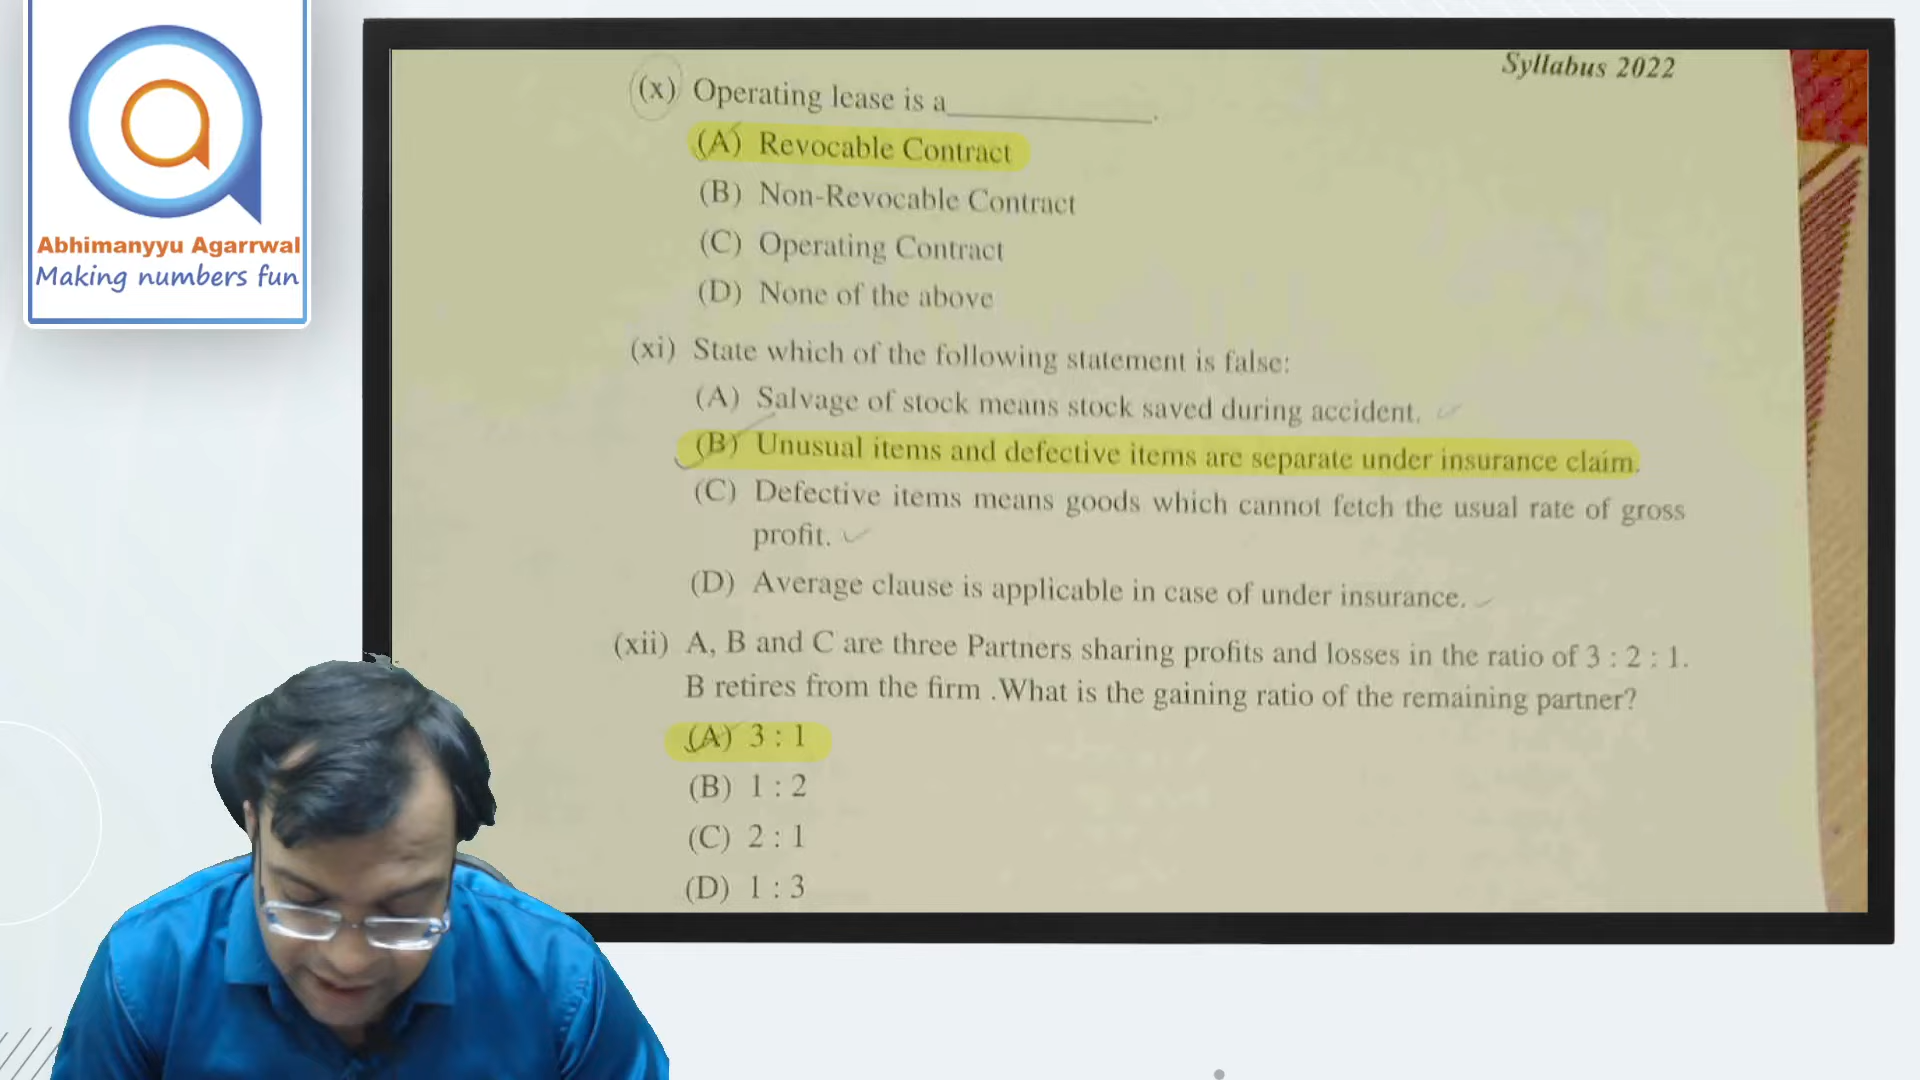 Abhimanyyu Agarrwal
Making numbers fun
Syllabus 2022
(x) Operating lease is a____________.
(A) Revocable Contract
(B) Non-Revocable Contract
(C) Operating Contract
(D) None of the above
(xi) State which of the following statement is false:
(A) Salvage of stock means stock saved during accident.
(B) Unusual items and defective items are separate under insurance claim.
(C) Defective items means goods which cannot fetch the usual rate of gross
profit.
(D) Average clause is applicable in case of under insurance.
(xii) A, B and C are three Partners sharing profits and losses in the ratio of 3 : 2 : 1.
B retires from the firm .What is the gaining ratio of the remaining partner?
(A) 3 : 1
(B) 1 : 2
(C) 2 : 1
(D) 1 : 3